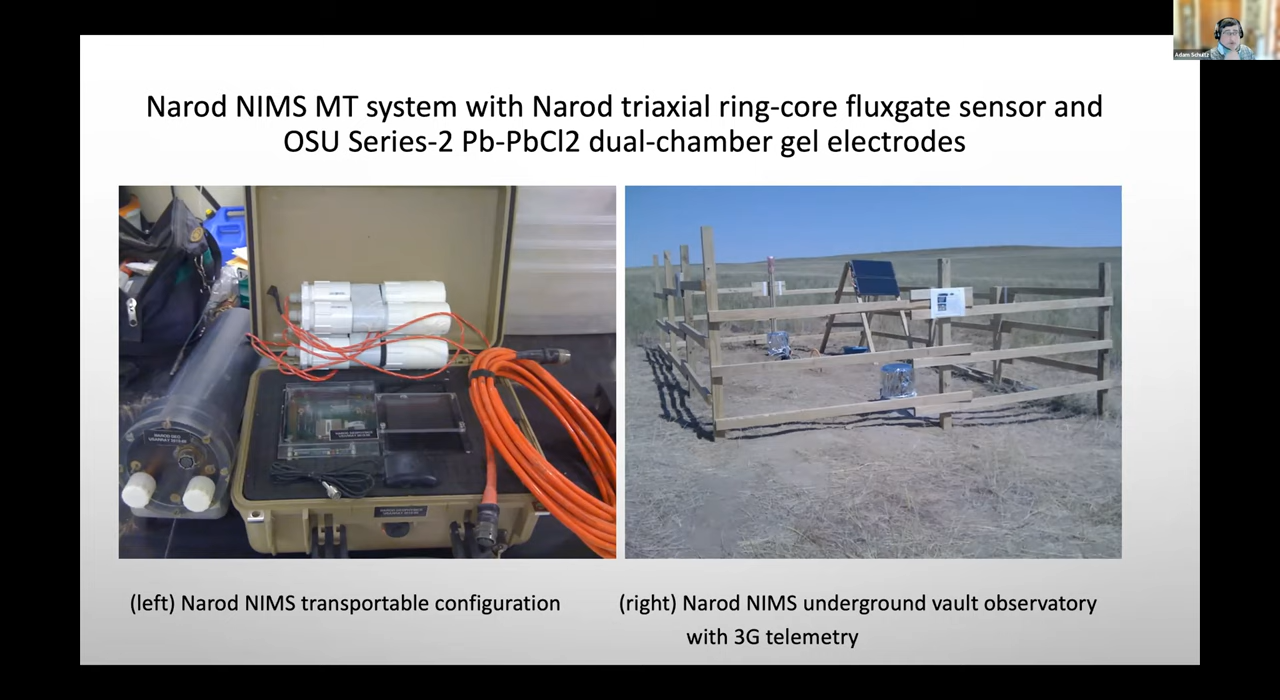 Adam Schultz
Narod NIMS MT system with Narod triaxial ring-core fluxgate sensor and
OSU Series-2 Pb-PbCl2 dual-chamber gel electrodes
(left) Narod NIMS transportable configuration
(right) Narod NIMS underground vault observatory
with 3G telemetry